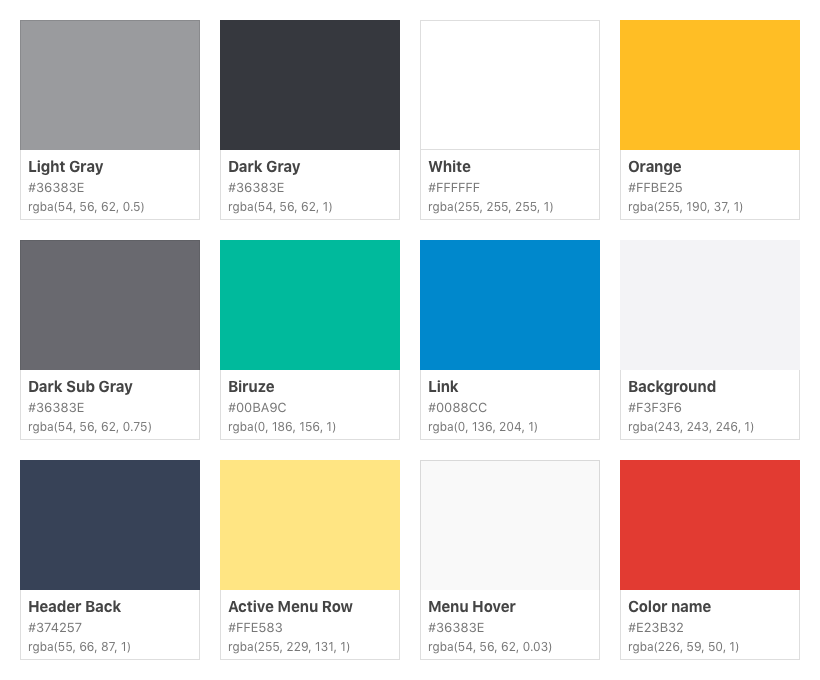 Light Gray
#36383E
rgba(54, 56, 62, 0.5)
Dark Gray
#36383E
rgba(54, 56, 62, 1)
White
#FFFFFF
rgba(255, 255, 255, 1)
Orange
#FFBE25
rgba(255, 190, 37, 1)
Dark Sub Gray
#36383E
rgba(54, 56, 62, 0.75)
Biruze
#00BA9C
rgba(0, 186, 156, 1)
Link
#0088CC
rgba(0, 136, 204, 1)
Background
#F3F3F6
rgba(243, 243, 246, 1)
Header Back
#374257
rgba(55, 66, 87, 1)
Active Menu Row
#FFE583
rgba(255, 229, 131, 1)
Menu Hover
#36383E
rgba(54, 56, 62, 0.03)
Color name
#E23B32
rgba(226, 59, 50, 1)